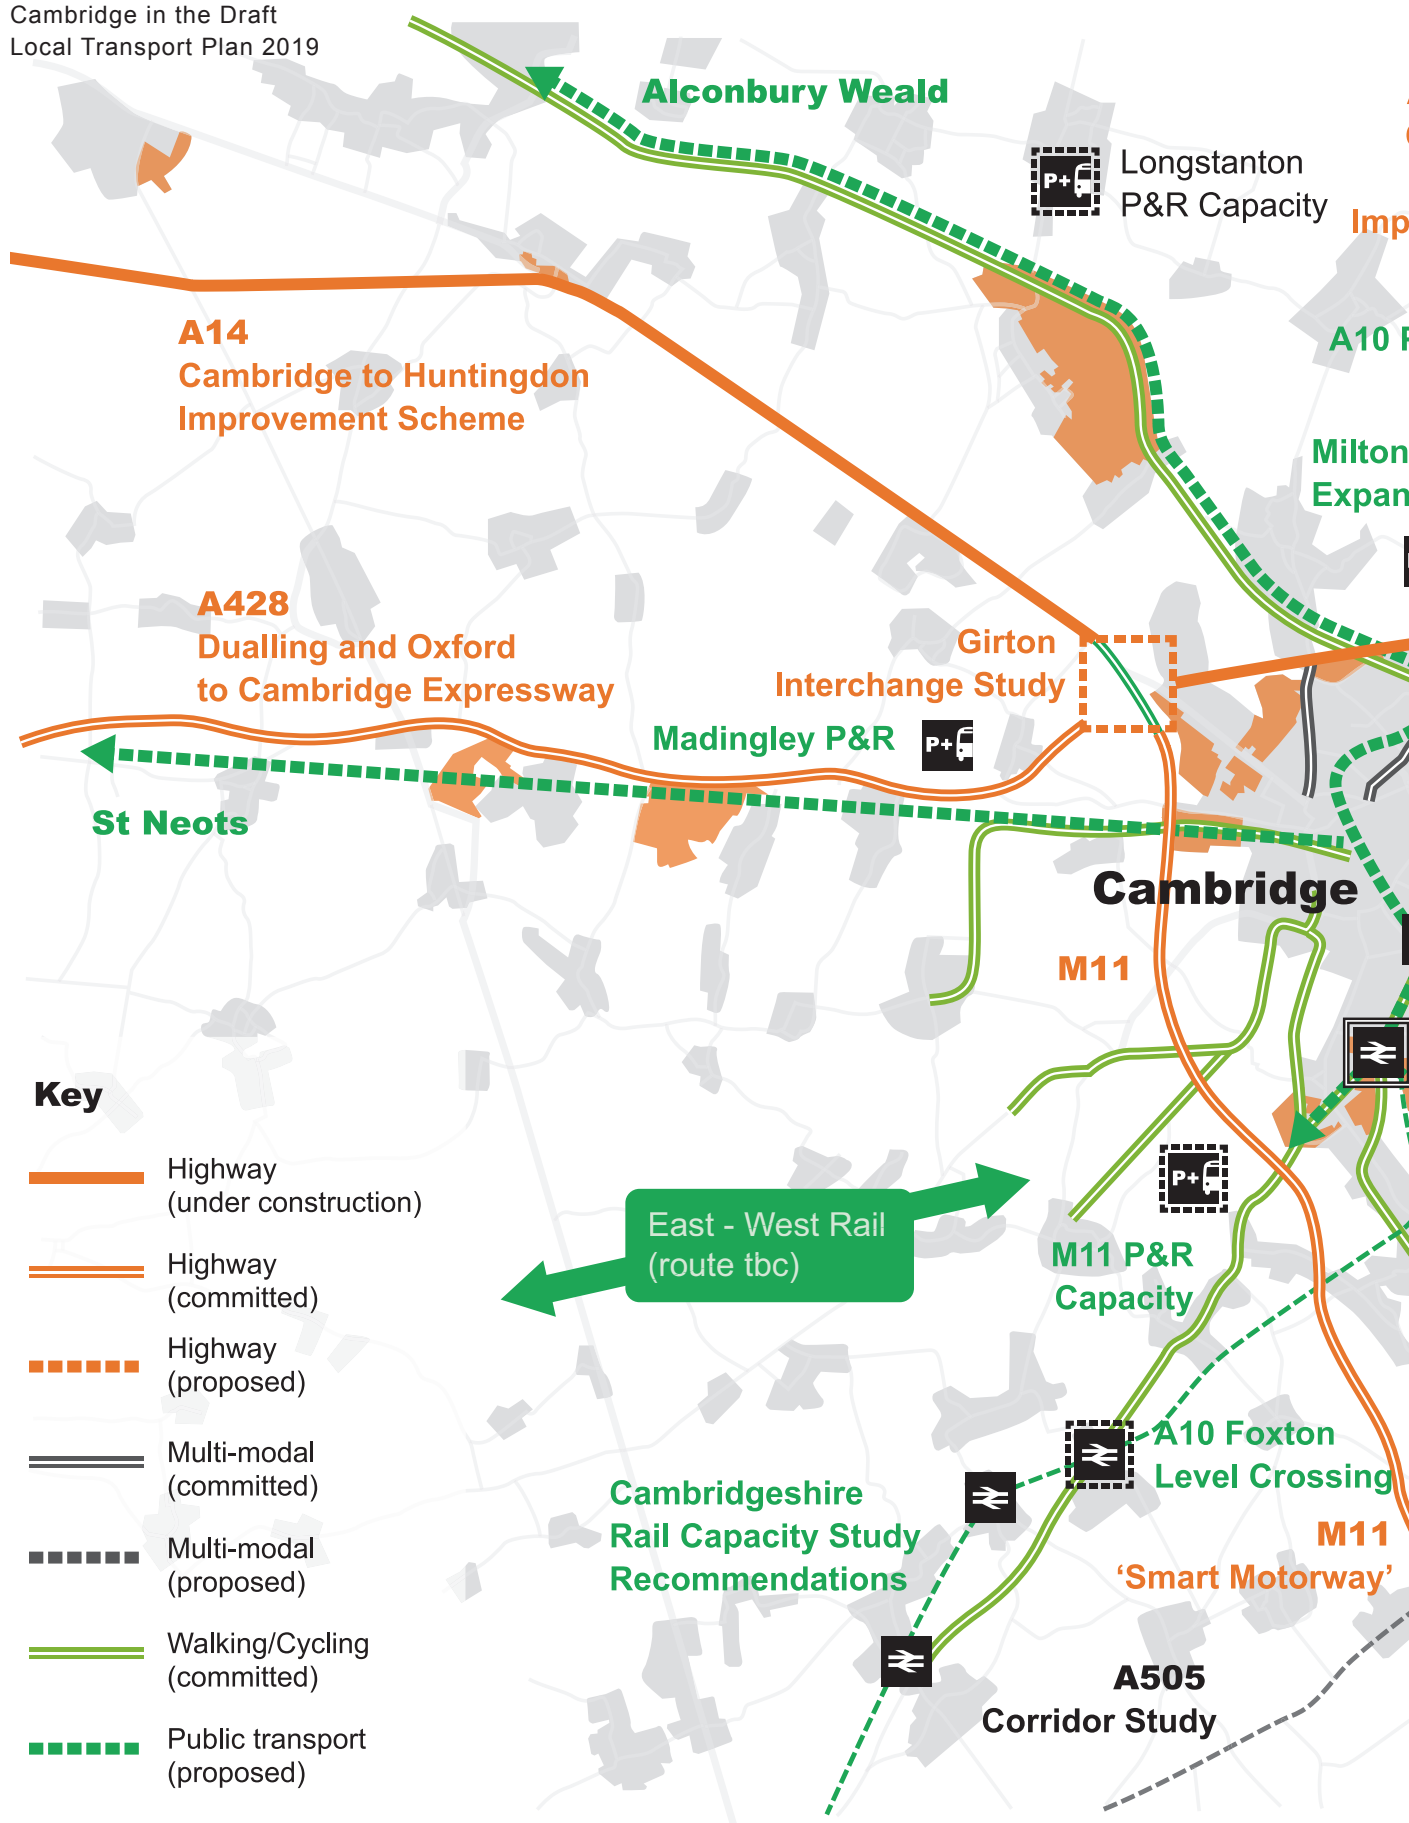 Cambridge in the Draft
Local Transport Plan 2019
Alconbury Weald
Longstanton
P&R Capacity
P+
Imp
A14
Cambridge to Huntingdon
Improvement Scheme
A10
Milton
Expan
A428
Dualling and Oxford
to Cambridge Expressway
Girton
Interchange Study
Madingley P&R
P+
St Neots
Cambridge
M11
Key
Highway
(under construction)
Highway
(committed)
Highway
(proposed)
Multi-modal
(committed)
Multi-modal
(proposed)
Walking/Cycling
(committed)
Public transport
(proposed)
East - West Rail
(route tbc)
P+
M11 P&R
Capacity
A10 Foxton
Level Crossing
Cambridgeshire
Rail Capacity Study
Recommendations
M11
‘Smart Motorway’
A505
Corridor Study